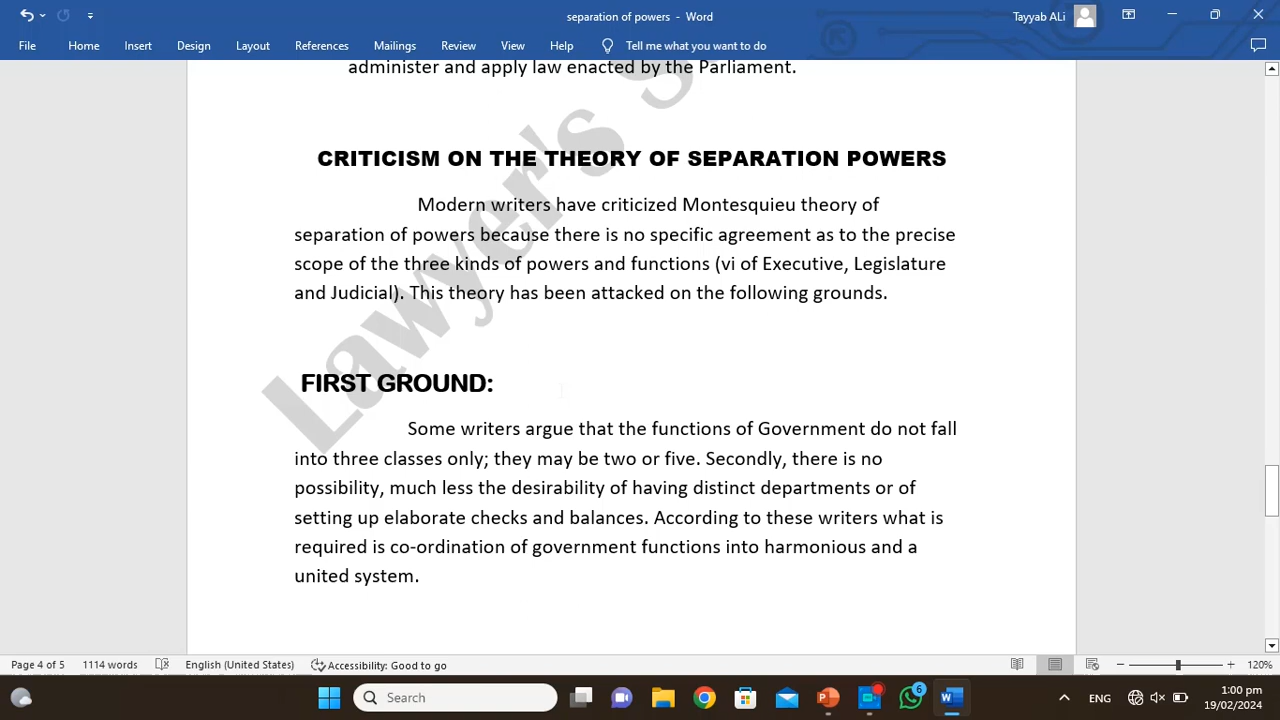 separation of powers - Word
Tayyab ALi
File Home Insert Design Layout References Mailings Review View Help Tell me what you want to do
administer and apply law enacted by the Parliament.
CRITICISM ON THE THEORY OF SEPARATION POWERS
Modern writers have criticized Montesquieu theory of
separation of powers because there is no specific agreement as to the precise
scope of the three kinds of powers and functions (vi of Executive, Legislature
and Judicial). This theory has been attacked on the following grounds.
FIRST GROUND:
Some writers argue that the functions of Government do not fall
into three classes only; they may be two or five. Secondly, there is no
possibility, much less the desirability of having distinct departments or of
setting up elaborate checks and balances. According to these writers what is
required is co-ordination of government functions into harmonious and a
united system.
Lawyer's S
Page 4 of 5 1114 words English (United States) Accessibility: Good to go 120%
Search 6 ENG 1:00 pm
19/02/2024